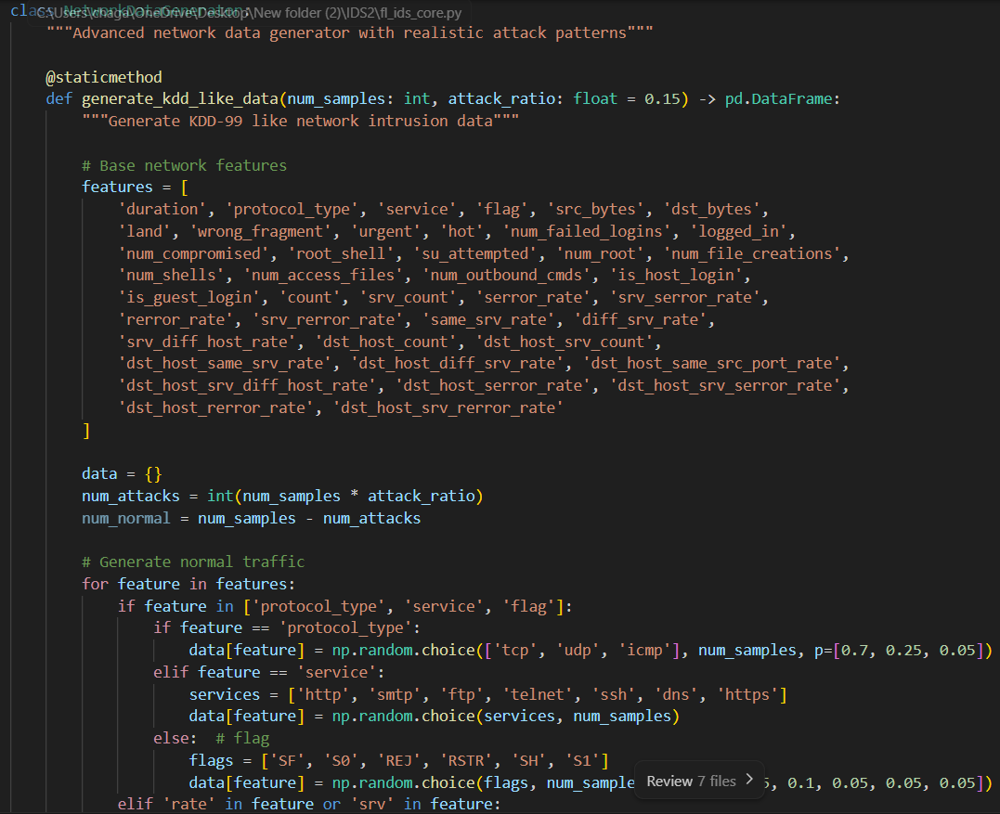 class NetworkDataGenerator:
C:\Users\chaga\OneDrive\Desktop\New folder (2)\IDS2\fl_ids_core.py
"""Advanced network data generator with realistic attack patterns"""
@staticmethod
def generate_kdd_like_data(num_samples: int, attack_ratio: float = 0.15) -> pd.DataFrame:
"""Generate KDD-99 like network intrusion data"""
# Base network features
features = [
'duration', 'protocol_type', 'service', 'flag', 'src_bytes', 'dst_bytes',
'land', 'wrong_fragment', 'urgent', 'hot', 'num_failed_logins', 'logged_in',
'num_compromised', 'root_shell', 'su_attempted', 'num_root', 'num_file_creations',
'num_shells', 'num_access_files', 'num_outbound_cmds', 'is_host_login',
'is_guest_login', 'count', 'srv_count', 'serror_rate', 'srv_serror_rate',
'rerror_rate', 'srv_rerror_rate', 'same_srv_rate', 'diff_srv_rate',
'srv_diff_host_rate', 'dst_host_count', 'dst_host_srv_count',
'dst_host_same_srv_rate', 'dst_host_diff_srv_rate', 'dst_host_same_src_port_rate',
'dst_host_srv_diff_host_rate', 'dst_host_serror_rate', 'dst_host_srv_serror_rate',
'dst_host_rerror_rate', 'dst_host_srv_rerror_rate'
]
data = {}
num_attacks = int(num_samples * attack_ratio)
num_normal = num_samples - num_attacks
# Generate normal traffic
for feature in features:
if feature in ['protocol_type', 'service', 'flag']:
if feature == 'protocol_type':
data[feature] = np.random.choice(['tcp', 'udp', 'icmp'], num_samples, p=[0.7, 0.25, 0.05])
elif feature == 'service':
services = ['http', 'smtp', 'ftp', 'telnet', 'ssh', 'dns', 'https']
data[feature] = np.random.choice(services, num_samples)
else:  # flag
flags = ['SF', 'S0', 'REJ', 'RSTR', 'SH', 'S1']
data[feature] = np.random.choice(flags, num_sample 5, 0.1, 0.05, 0.05, 0.05])
Review 7 files >
elif 'rate' in feature or 'srv' in feature: